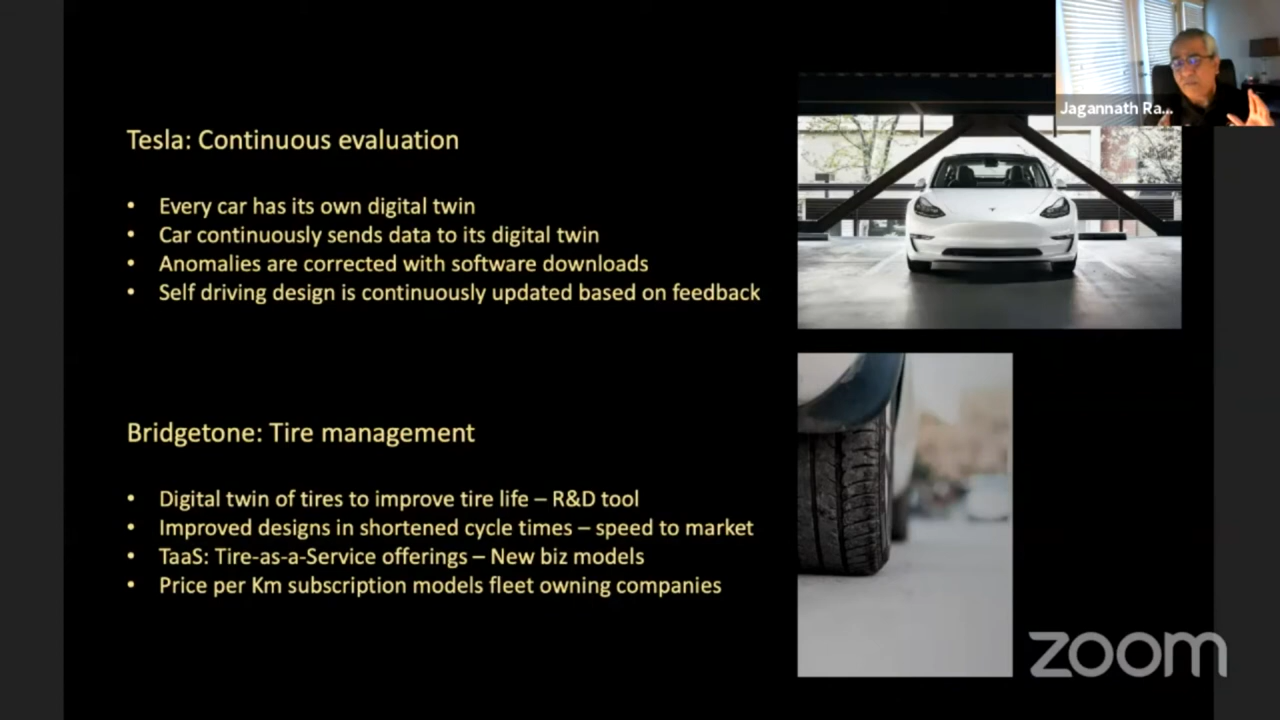 Jagannath Ra...
Tesla: Continuous evaluation
• Every car has its own digital twin
• Car continuously sends data to its digital twin
• Anomalies are corrected with software downloads
• Self driving design is continuously updated based on feedback
Bridgetone: Tire management
• Digital twin of tires to improve tire life – R&D tool
• Improved designs in shortened cycle times – speed to market
• TaaS: Tire-as-a-Service offerings – New biz models
• Price per Km subscription models fleet owning companies
zoom